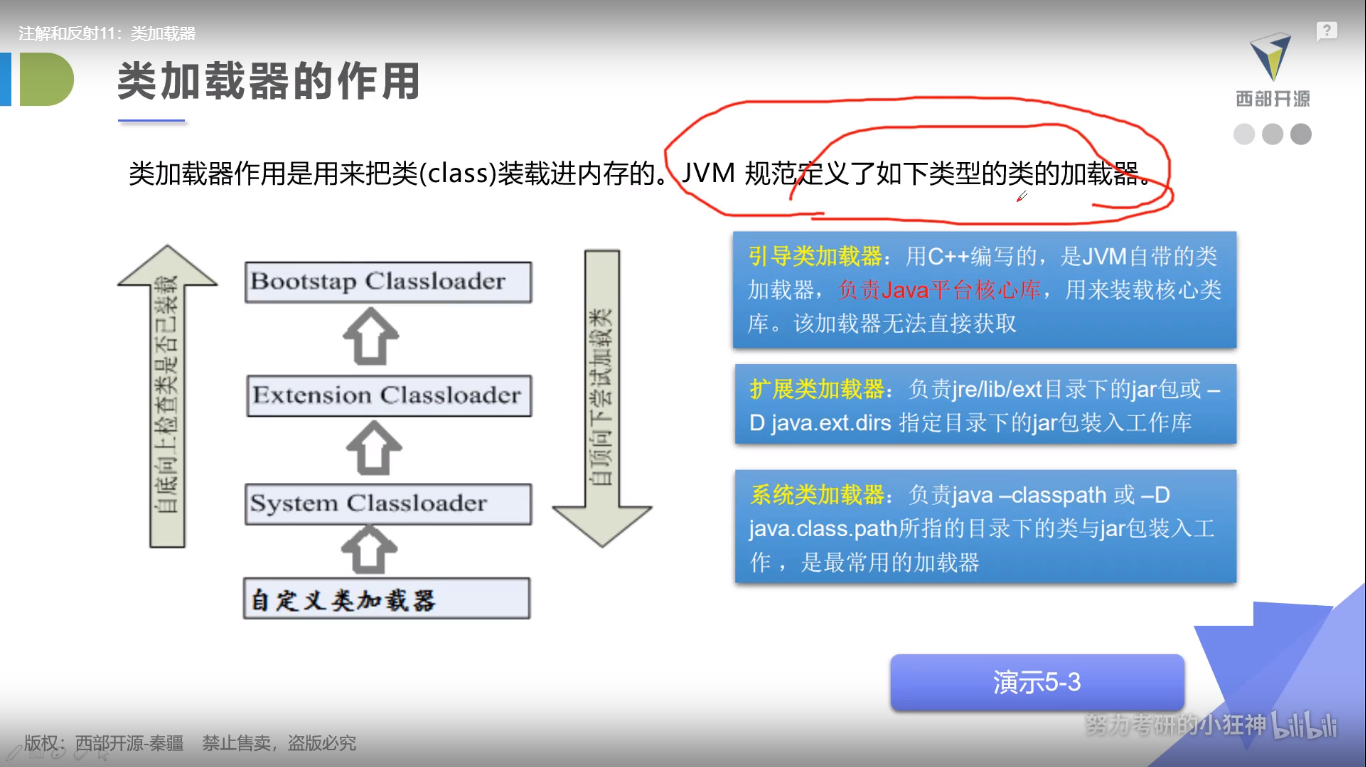 注解和反射11：类加载器
?
类加载器的作用
西部开源
类加载器作用是用来把类(class)装载进内存的。JVM 规范定义了如下类型的类的加载器。
自底向上检查类是否已装载
Bootstap Classloader
Extension Classloader
System Classloader
自定义类加载器
自顶向下尝试加载类
引导类加载器：用C++编写的，是JVM自带的类
加载器，负责Java平台核心库，用来装载核心类
库。该加载器无法直接获取
扩展类加载器：负责jre/lib/ext目录下的jar包或 –
D java.ext.dirs 指定目录下的jar包装入工作库
系统类加载器：负责java –classpath 或 –D
java.class.path所指的目录下的类与jar包装入工
作 ，是最常用的加载器
演示5-3
努力考研的小狂神 bilibili
版权：西部开源-秦疆 禁止售卖，盗版必究